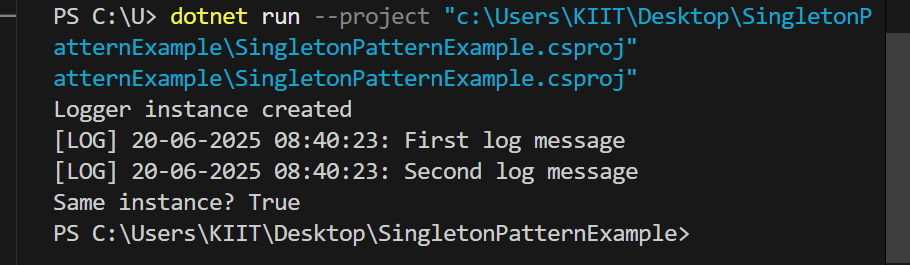 PS C:\U> dotnet run --project "c:\Users\KIIT\Desktop\SingletonP
atternExample\SingletonPatternExample.csproj"
atternExample\SingletonPatternExample.csproj"
Logger instance created
[LOG] 20-06-2025 08:40:23: First log message
[LOG] 20-06-2025 08:40:23: Second log message
Same instance? True
PS C:\Users\KIIT\Desktop\SingletonPatternExample>